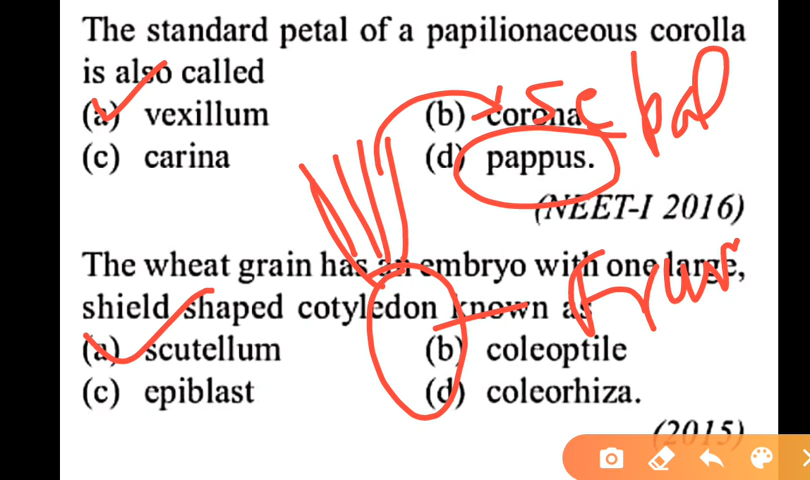 The standard petal of a papilionaceous corolla
is also called
(a) vexillum (b) corona
(c) carina (d) pappus.
Sepal
(NEET-I 2016)
The wheat grain has an embryo with one large,
shield shaped cotyledon known as
(a) scutellum (b) coleoptile
(c) epiblast (d) coleorhiza.
(2015)